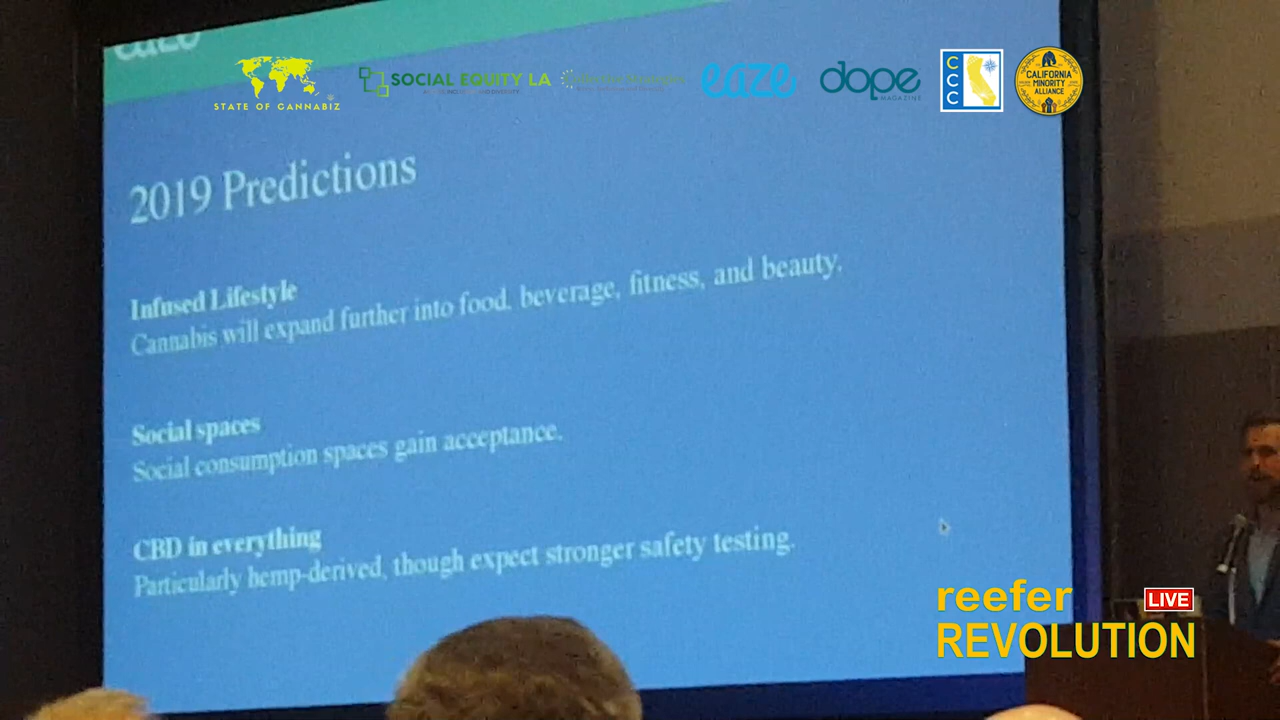 eaze
STATE OF CANNABIZ
SOCIAL EQUITY LA
eaze
dope
MAGAZINE
C
C
C
CALIFORNIA
MINORITY
ALLIANCE
2019 Predictions
Infused Lifestyle
Cannabis will expand further into food, beverage, fitness, and beauty.
Social spaces
Social consumption spaces gain acceptance.
CBD in everything
Particularly hemp-derived, though expect stronger safety testing.
reefer
LIVE
REVOLUTION